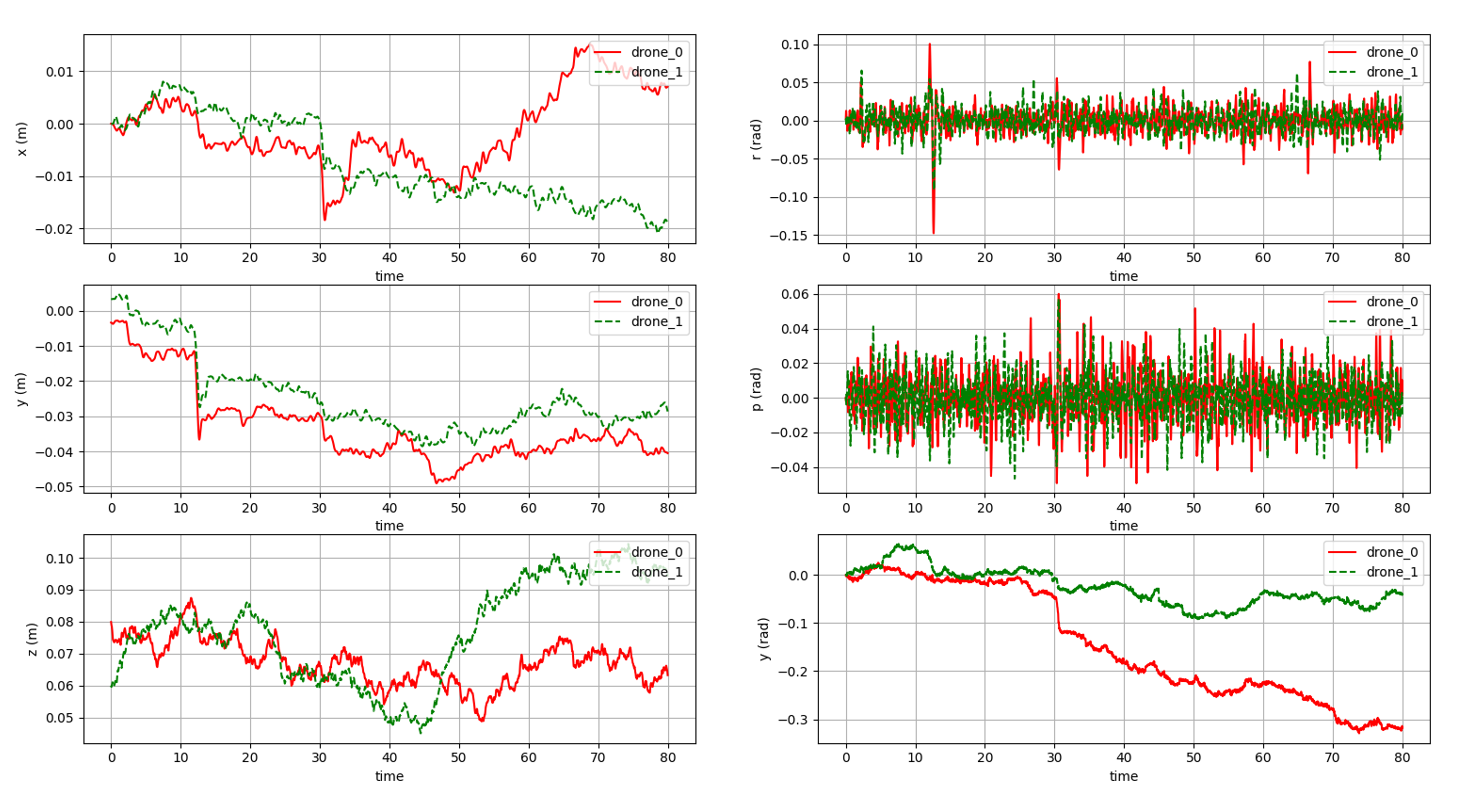 x (m)
0.01
0.00
−0.01
−0.02
drone_0
drone_1
0 10 20 30 40 50 60 70 80
time
r (rad)
0.10
0.05
0.00
−0.05
−0.10
−0.15
drone_0
drone_1
0 10 20 30 40 50 60 70 80
time
y (m)
0.00
−0.01
−0.02
−0.03
−0.04
−0.05
drone_0
drone_1
0 10 20 30 40 50 60 70 80
time
p (rad)
0.06
0.04
0.02
0.00
−0.02
−0.04
drone_0
drone_1
0 10 20 30 40 50 60 70 80
time
z (m)
0.10
0.09
0.08
0.07
0.06
0.05
drone_0
drone_1
0 10 20 30 40 50 60 70 80
time
y (rad)
0.0
−0.1
−0.2
−0.3
drone_0
drone_1
0 10 20 30 40 50 60 70 80
time